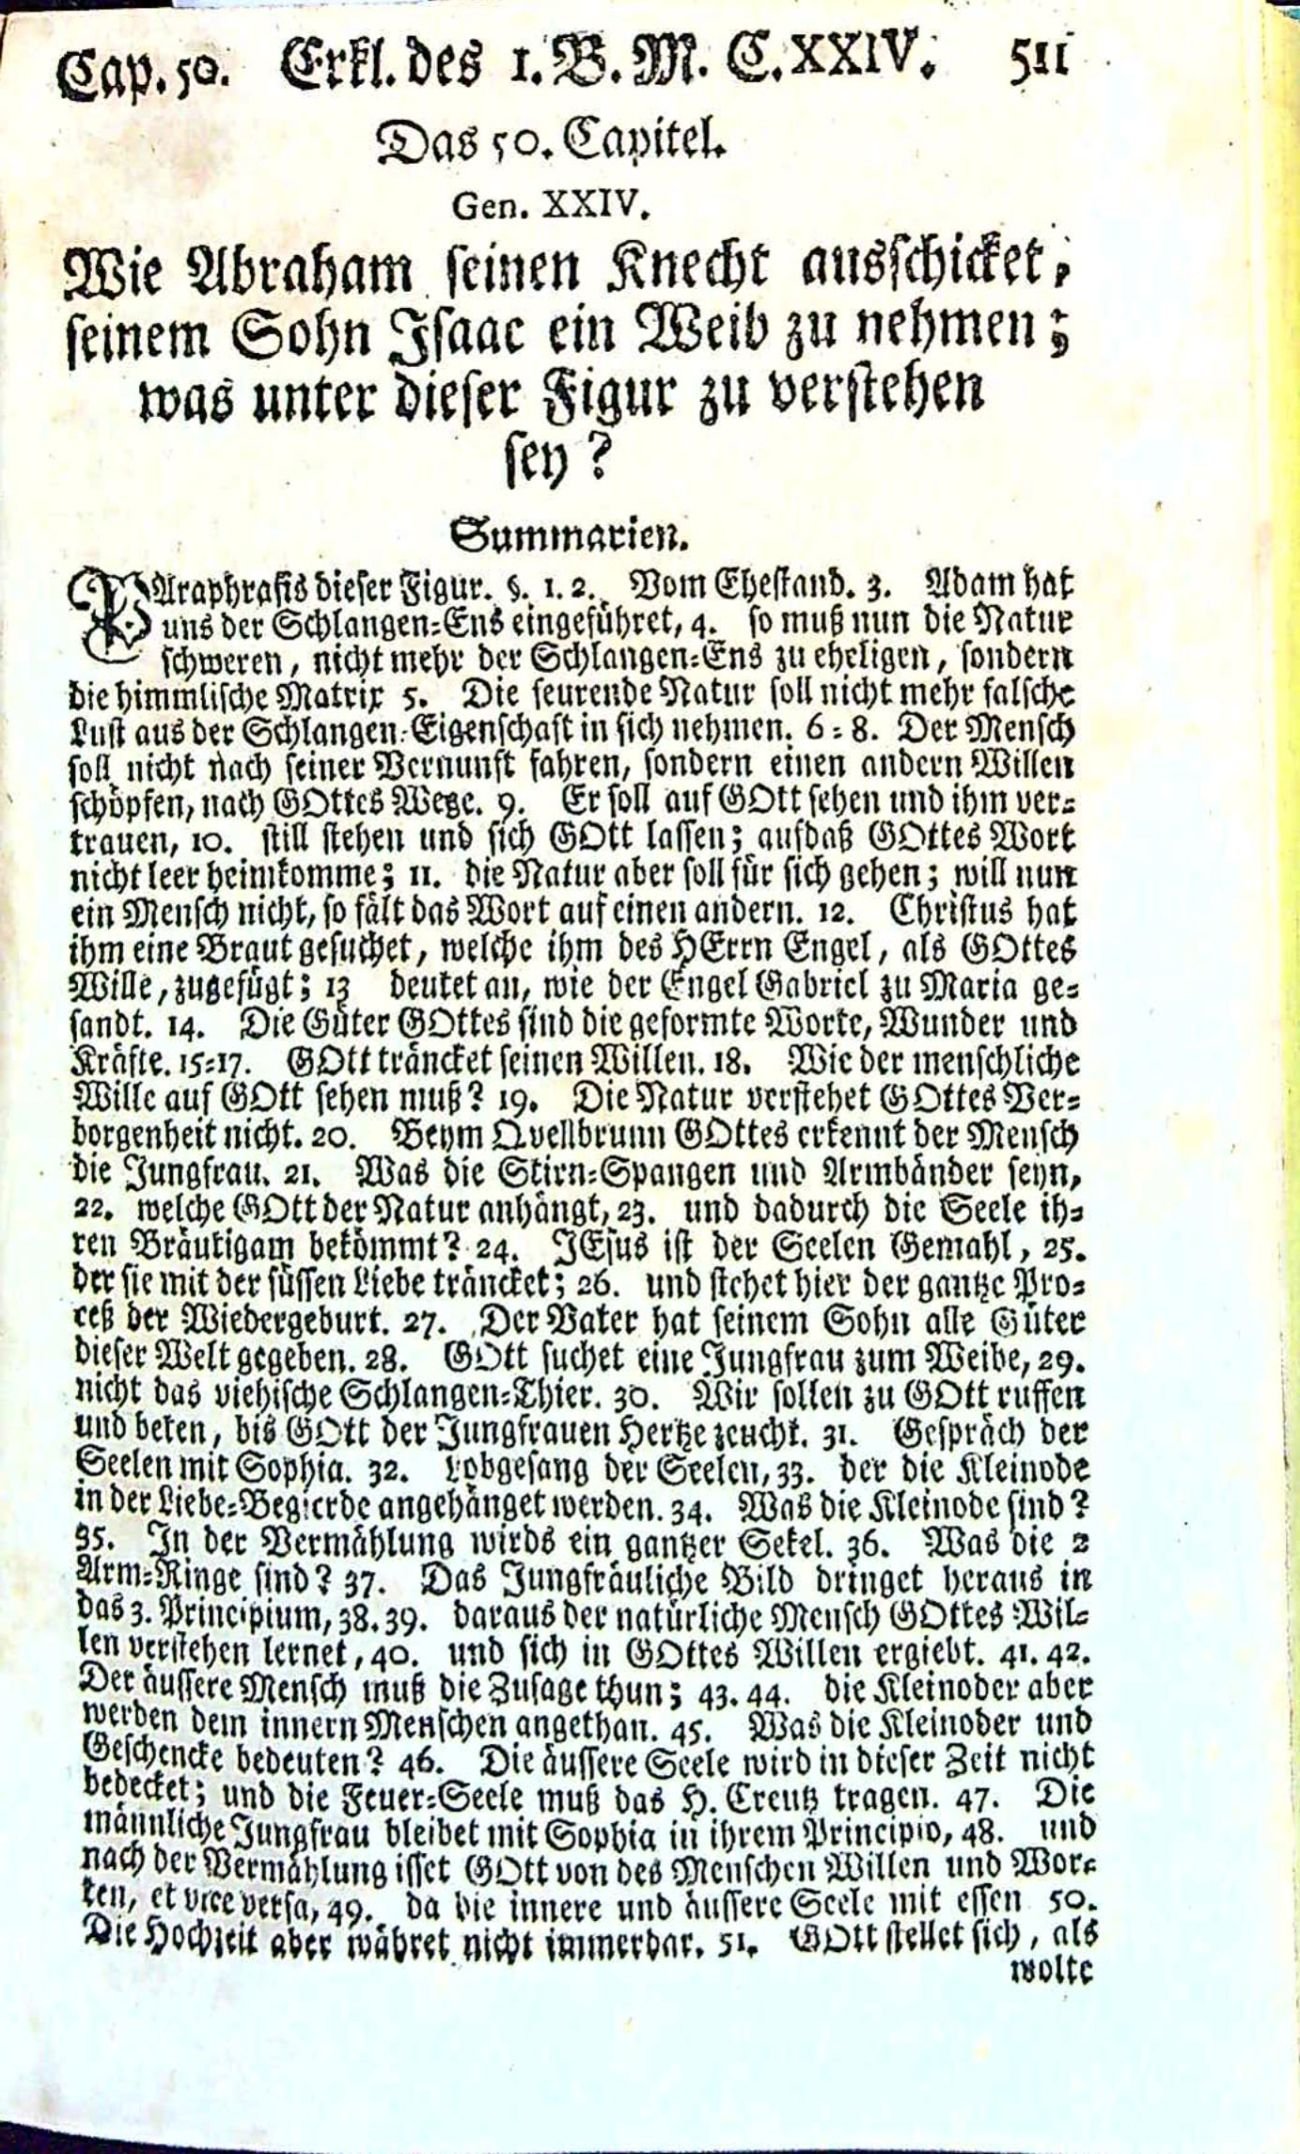 Cap. 50. Erkl. des 1. B. M. C. XXIV. 511
Das 50. Capitel.
Gen. XXIV.
Wie Abraham seinen Knecht ausschicket,
seinem Sohn Isaac ein Weib zu nehmen;
was unter dieser Figur zu verstehen
sey?
Summarien.
PAraphrasis dieser Figur. §. 1. 2. Vom Ehestand. 3. Adam hat
uns der Schlangen-Ens eingeführet, 4. so muß nun die Natur
schweren, nicht mehr der Schlangen-Ens zu eheligen, sondern
die himmlische Matrix 5. Die feurende Natur soll nicht mehr falsche
Lust aus der Schlangen-Eigenschaft in sich nehmen. 6-8. Der Mensch
soll nicht nach seiner Vernunft fahren, sondern einen andern Willen
schöpfen, nach GOttes Wege. 9. Er soll auf GOtt sehen und ihm ver-
trauen, 10. still stehen und sich GOtt lassen; aufdaß GOttes Wort
nicht leer heimkomme; 11. die Natur aber soll für sich gehen; will nun
ein Mensch nicht, so fält das Wort auf einen andern. 12. Christus hat
ihm eine Braut gesuchet, welche ihm des HErrn Engel, als GOttes
Wille, zugefügt; 13 deutet an, wie der Engel Gabriel zu Maria ge-
sandt. 14. Die Güter GOttes sind die geformte Worte, Wunder und
Kräfte. 15-17. GOtt träncket seinen Willen. 18. Wie der menschliche
Wille auf GOtt sehen muß? 19. Die Natur verstehet GOttes Ver-
borgenheit nicht. 20. Beym Qvellbrunn GOttes erkennt der Mensch
die Jungfrau. 21. Was die Stirn-Spangen und Armbänder seyn,
22. welche GOtt der Natur anhängt, 23. und dadurch die Seele ih-
ren Bräutigam bekömmt? 24. JEsus ist der Seelen Gemahl, 25.
der sie mit der süssen Liebe träncket; 26. und stehet hier der gantze Pro-
ceß der Wiedergeburt. 27. Der Vater hat seinem Sohn alle Güter
dieser Welt gegeben. 28. GOtt suchet eine Jungfrau zum Weibe, 29.
nicht das viehische Schlangen-Thier. 30. Wir sollen zu GOtt ruffen
und beten, bis GOtt der Jungfrauen Hertze zeucht. 31. Gespräch der
Seelen mit Sophia. 32. Lobgesang der Seelen, 33. der die Kleinode
in der Liebe-Begierde angehänget werden. 34. Was die Kleinode sind?
35. In der Vermählung wirds ein gantzer Sekel. 36. Was die 2
Arm-Ringe sind? 37. Das Jungfräuliche Bild dringet heraus in
das 3. Principium, 38. 39. daraus der natürliche Mensch GOttes Wil-
len verstehen lernet, 40. und sich in GOttes Willen ergiebt. 41. 42.
Der äussere Mensch muß die Zusage thun; 43. 44. die Kleinoder aber
werden dem innern Menschen angethan. 45. Was die Kleinoder und
Geschencke bedeuten? 46. Die äussere Seele wird in dieser Zeit nicht
bedecket; und die Feuer-Seele muß das H. Creutz tragen. 47. Die
männliche Jungfrau bleibet mit Sophia in ihrem Principio, 48. und
nach der Vermählung isset GOtt von des Menschen Willen und Wor-
ten, et vice versa, 49. da die innere und äussere Seele mit essen 50.
Die Hochzeit aber währet nicht immerdar. 51. GOtt stellet sich, als
wolte